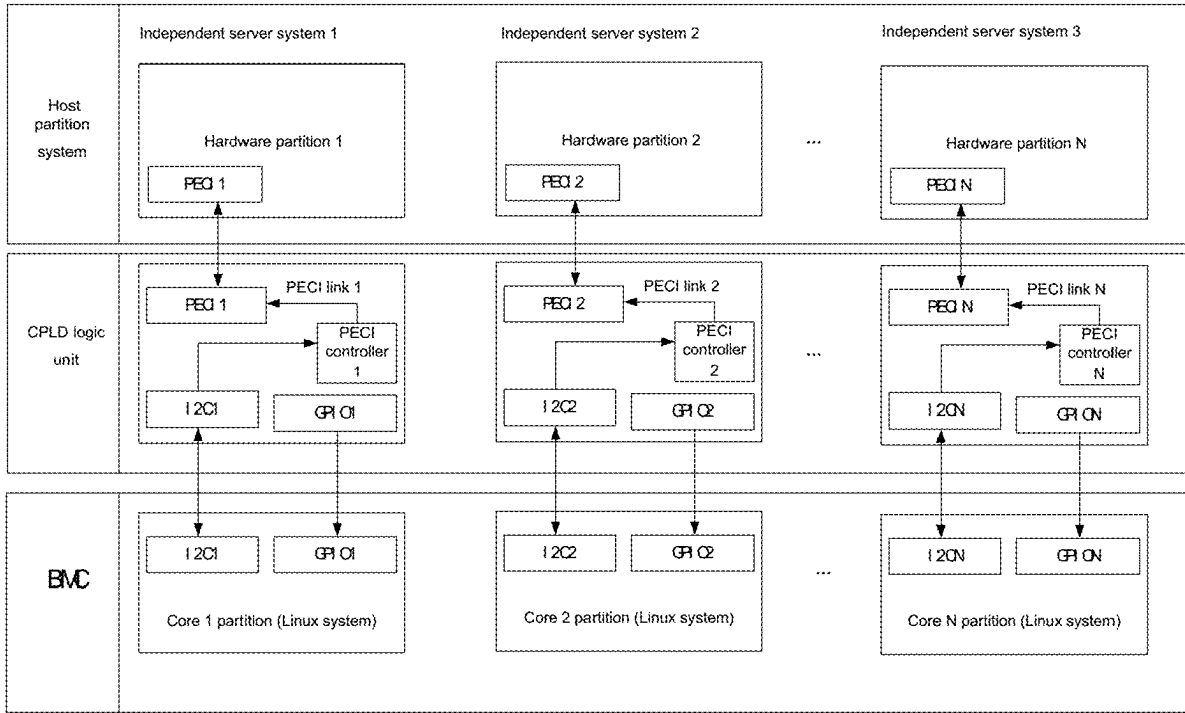 Independent server system 1
Independent server system 2
Independent server system 3
Host
partition
system
Hardware partition 1
Hardware partition 2
...
Hardware partition N
PECI 1
PECI 2
PECI N
CPLD logic
unit
PECI 1
PECI link 1
PECI
controller
1
I2C1
GPIO1
PECI 2
PECI link 2
PECI
controller
2
I2C2
GPIO2
...
PECI N
PECI link N
PECI
controller
N
I2CN
GPION
BMC
I2C1
GPIO1
Core 1 partition (Linux system)
I2C2
GPIO2
Core 2 partition (Linux system)
...
I2CN
GPION
Core N partition (Linux system)